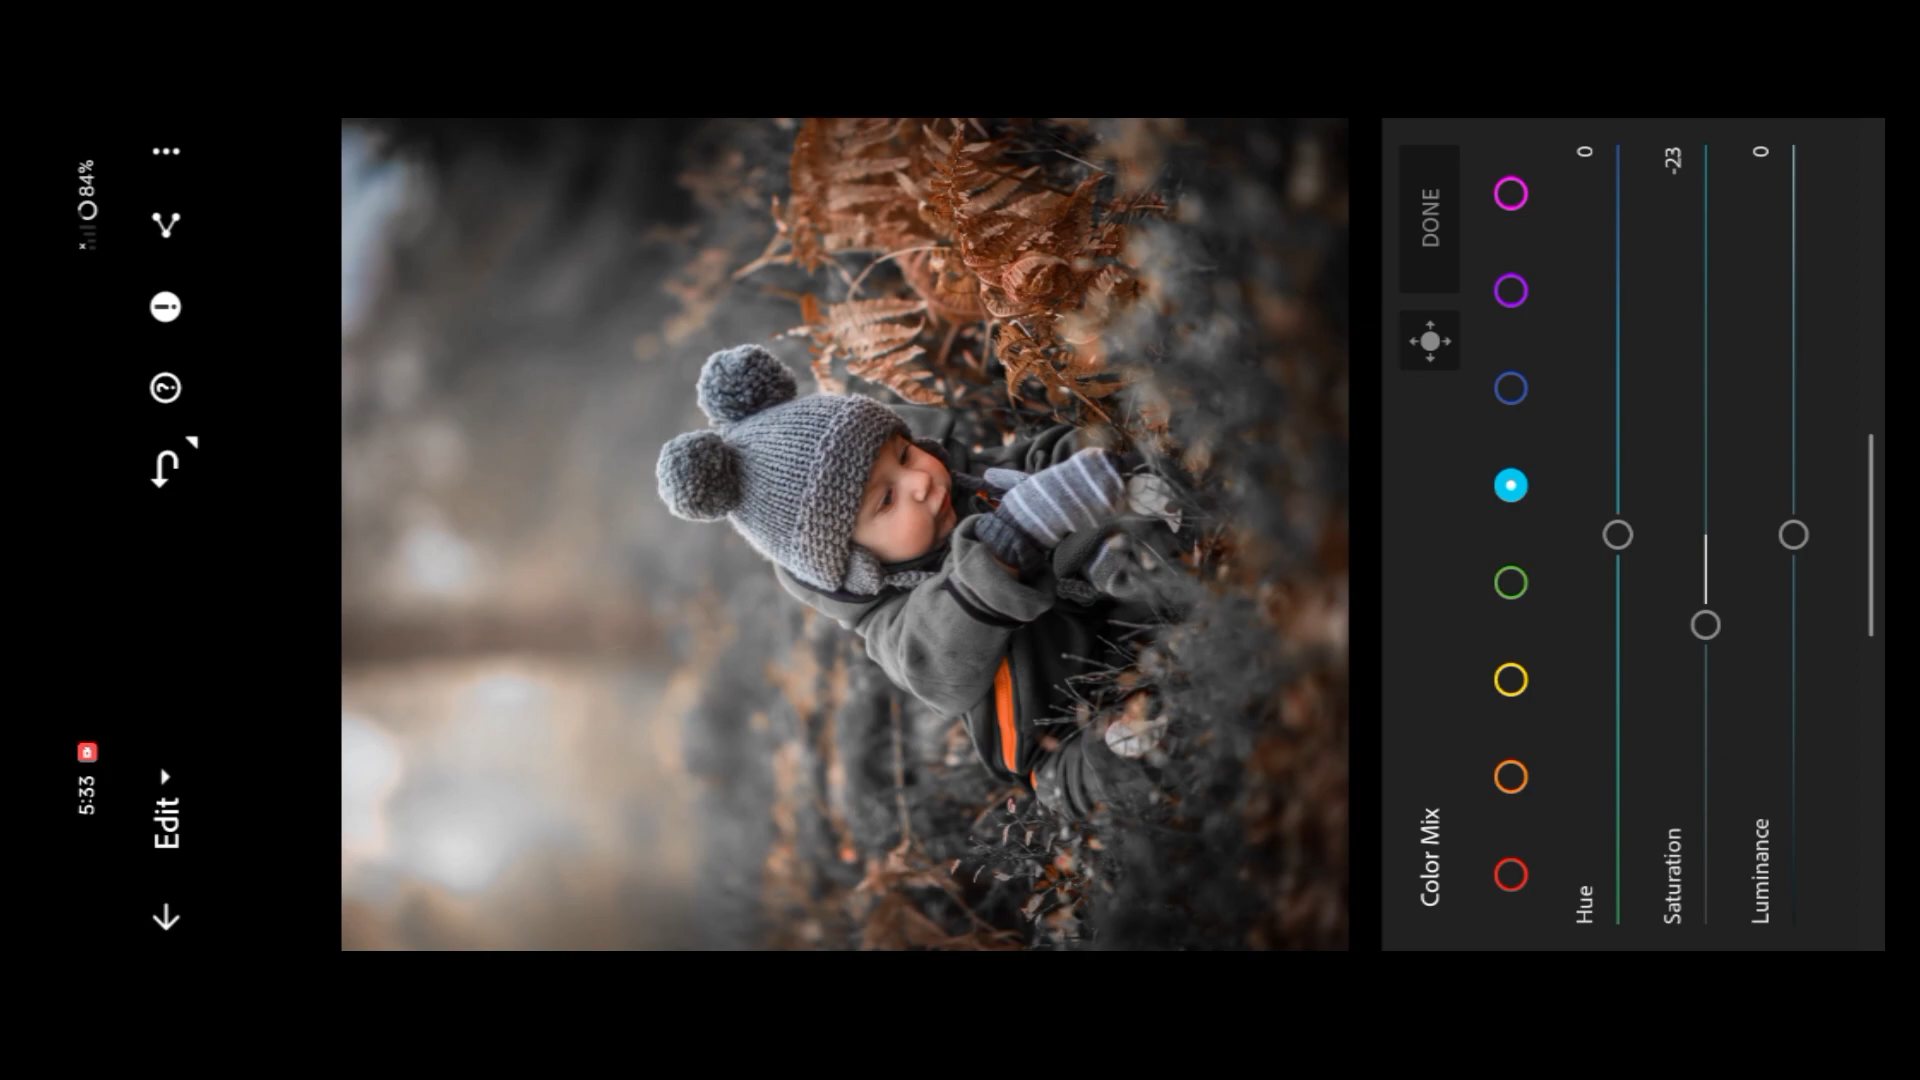 5:33
84%
Edit
Color Mix
DONE
Hue
0
Saturation
-23
Luminance
0